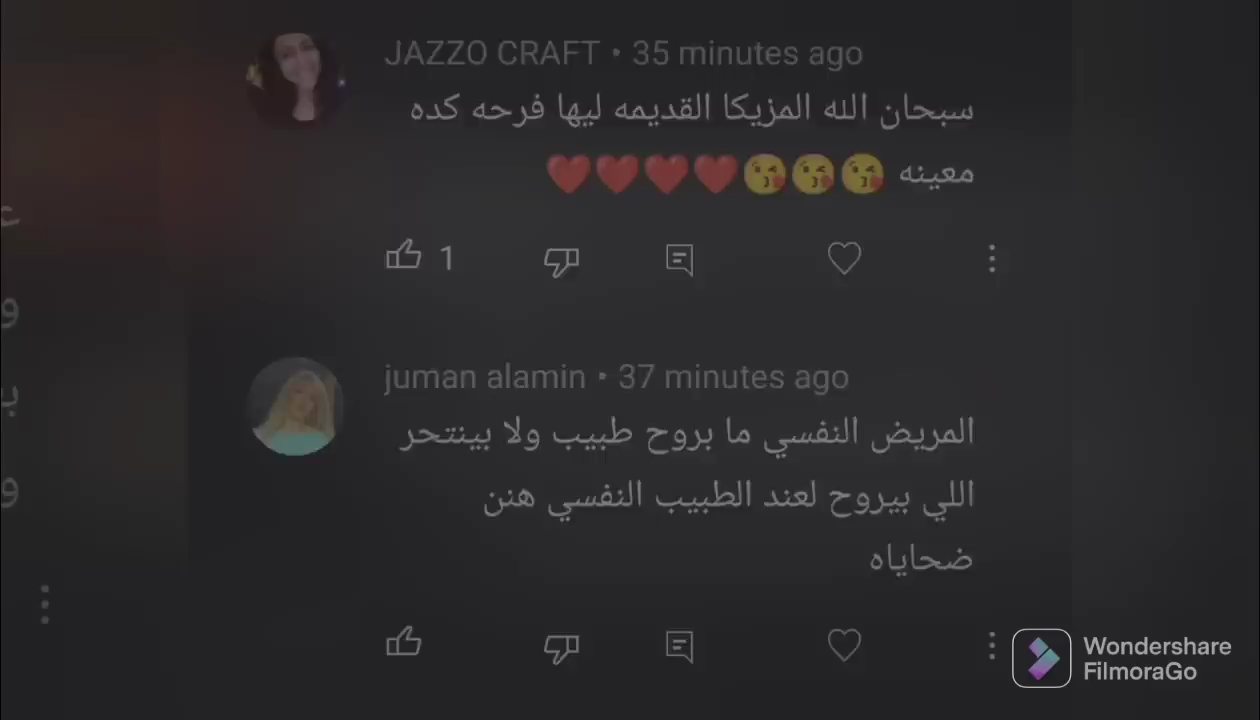 JAZZO CRAFT • 35 minutes ago
سبحان الله المزيكا القديمه ليها فرحه كده
معينه 😘😘😘❤️❤️❤️❤️
1
juman alamin • 37 minutes ago
المريض النفسي ما بروح طبيب ولا بينتحر
اللي بيروح لعند الطبيب النفسي هنن
ضحاياه
Wondershare
FilmoraGo